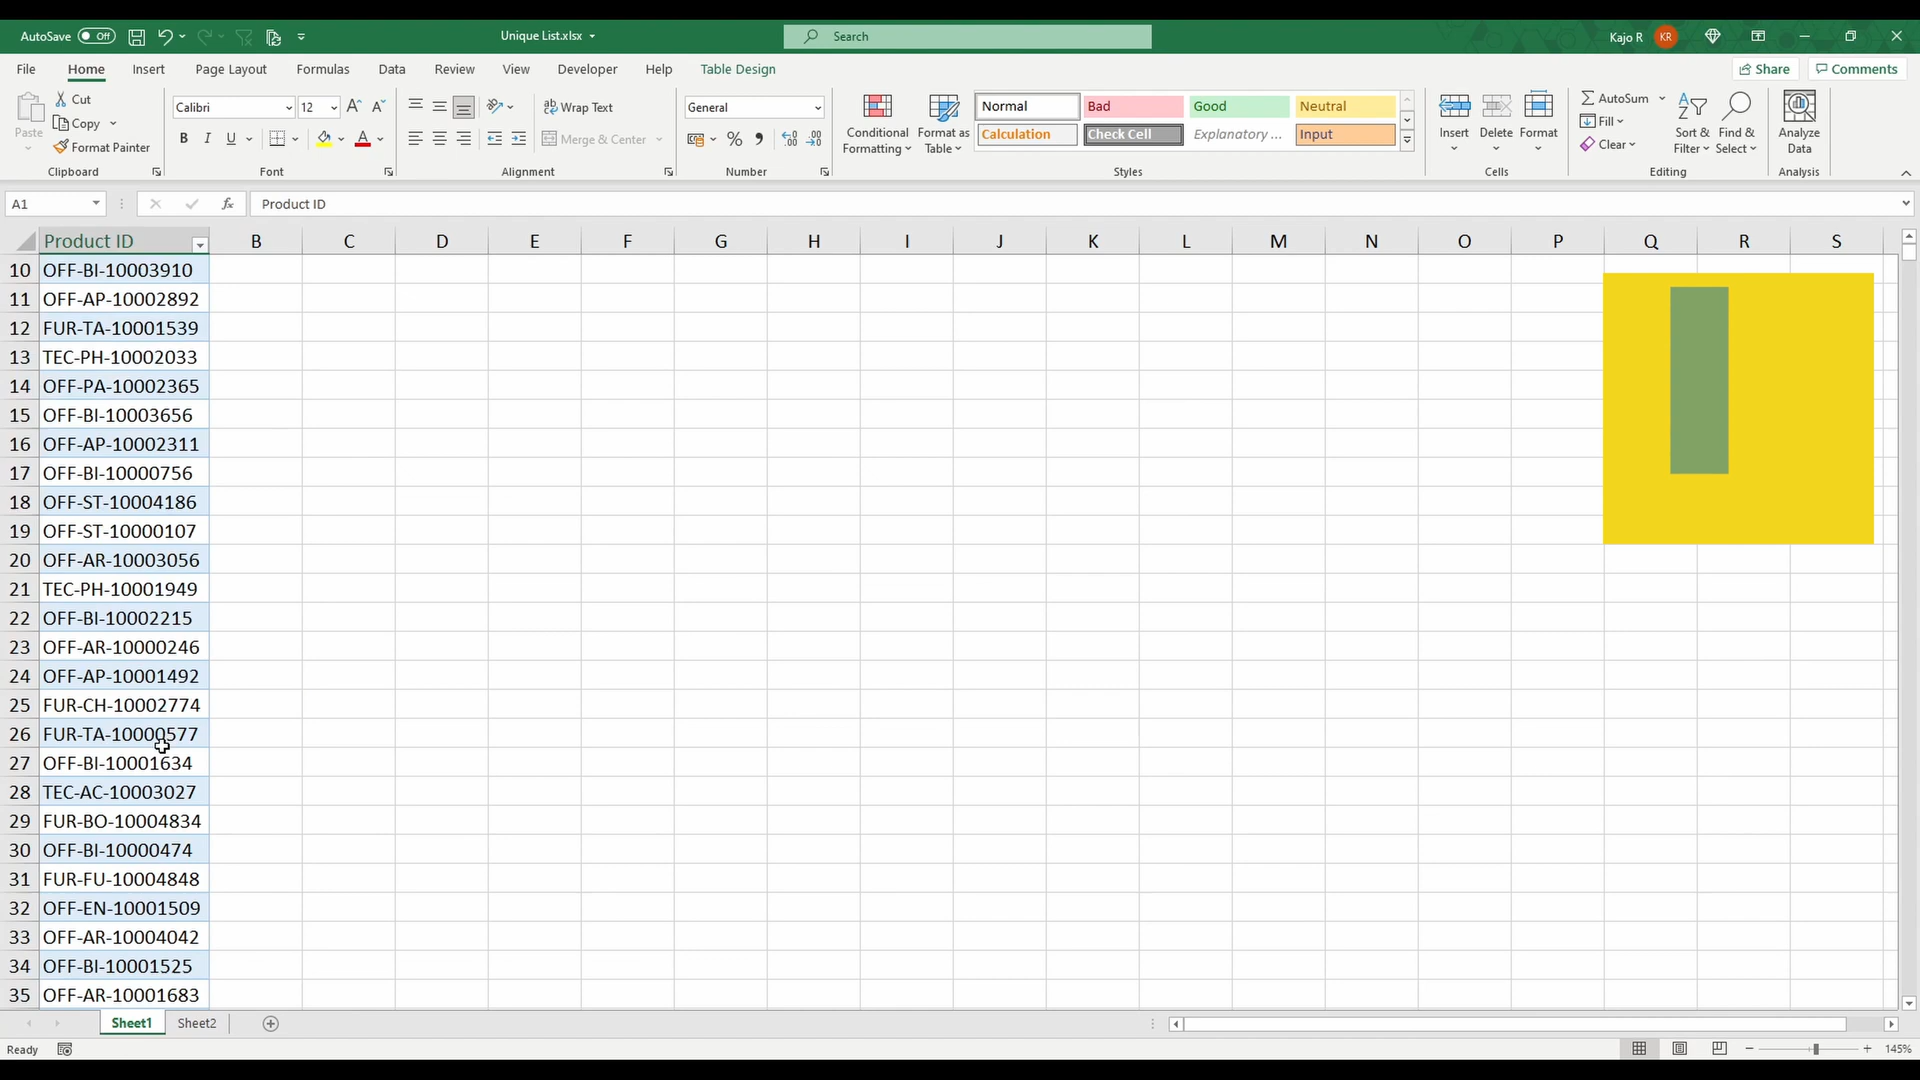 AutoSave Off Unique List.xlsx Search Kajo R KR
File Home Insert Page Layout Formulas Data Review View Developer Help Table Design Share Comments
Paste Cut Copy Format Painter Clipboard
Calibri 12 A A B I U A Font
Wrap Text Merge & Center Alignment
General % Number
Conditional Formatting Format as Table
Normal Bad Good Neutral
Calculation Check Cell Explanatory ... Input
Styles
Insert Delete Format Cells
AutoSum Fill Clear Sort & Filter Find & Select Editing
Analyze Data Analysis
A1 fx Product ID
Product ID B C D E F G H I J K L M N O P Q R S
10 OFF-BI-10003910
11 OFF-AP-10002892
12 FUR-TA-10001539
13 TEC-PH-10002033
14 OFF-PA-10002365
15 OFF-BI-10003656
16 OFF-AP-10002311
17 OFF-BI-10000756
18 OFF-ST-10004186
19 OFF-ST-10000107
20 OFF-AR-10003056
21 TEC-PH-10001949
22 OFF-BI-10002215
23 OFF-AR-10000246
24 OFF-AP-10001492
25 FUR-CH-10002774
26 FUR-TA-10000577
27 OFF-BI-10001634
28 TEC-AC-10003027
29 FUR-BO-10004834
30 OFF-BI-10000474
31 FUR-FU-10004848
32 OFF-EN-10001509
33 OFF-AR-10004042
34 OFF-BI-10001525
35 OFF-AR-10001683
Sheet1 Sheet2
Ready 145%